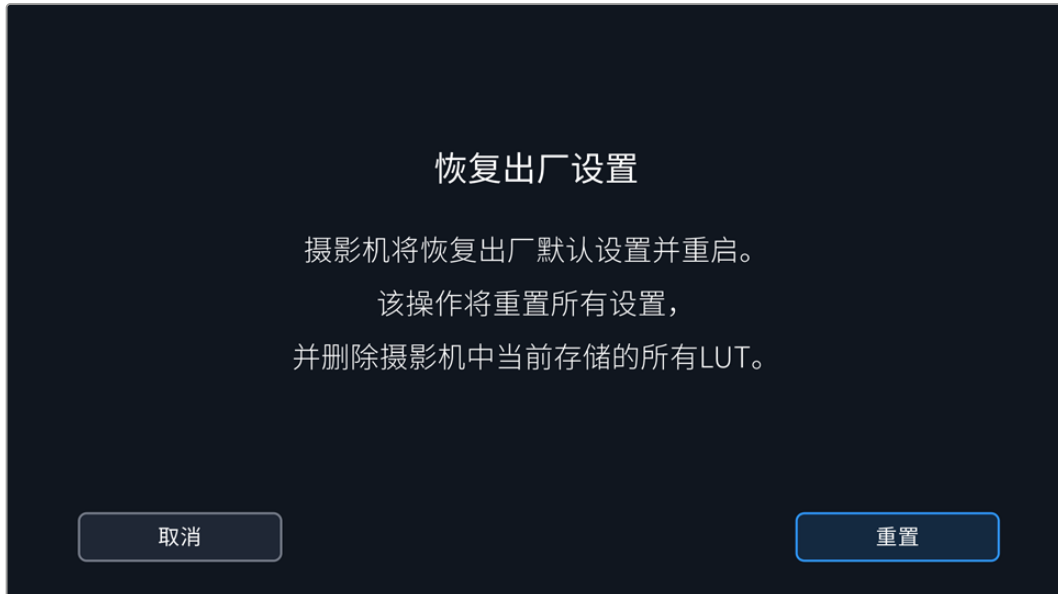 恢复出厂设置
摄影机将恢复出厂默认设置并重启。
该操作将重置所有设置，
并删除摄影机中当前存储的所有LUT。
取消
重置